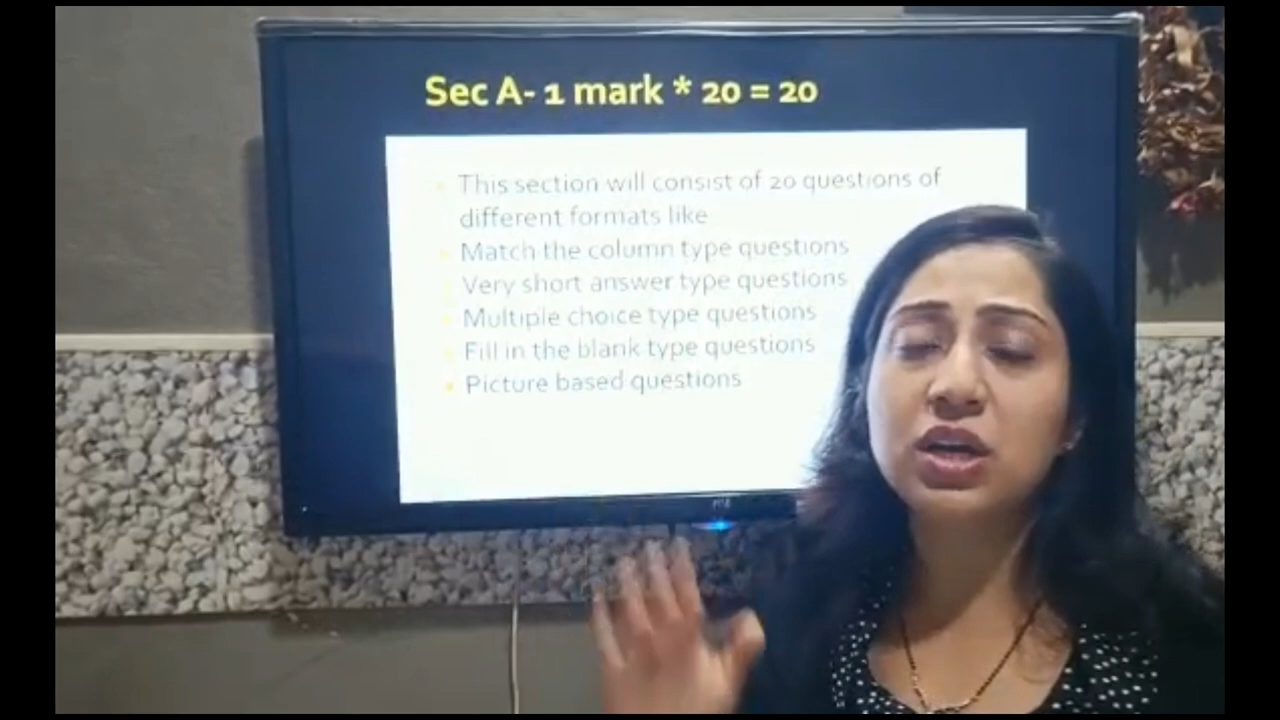 Sec A- 1 mark * 20 = 20
This section will consist of 20 questions of
different formats like
Match the column type questions
Very short answer type questions
Multiple choice type questions
Fill in the blank type questions
Picture based questions